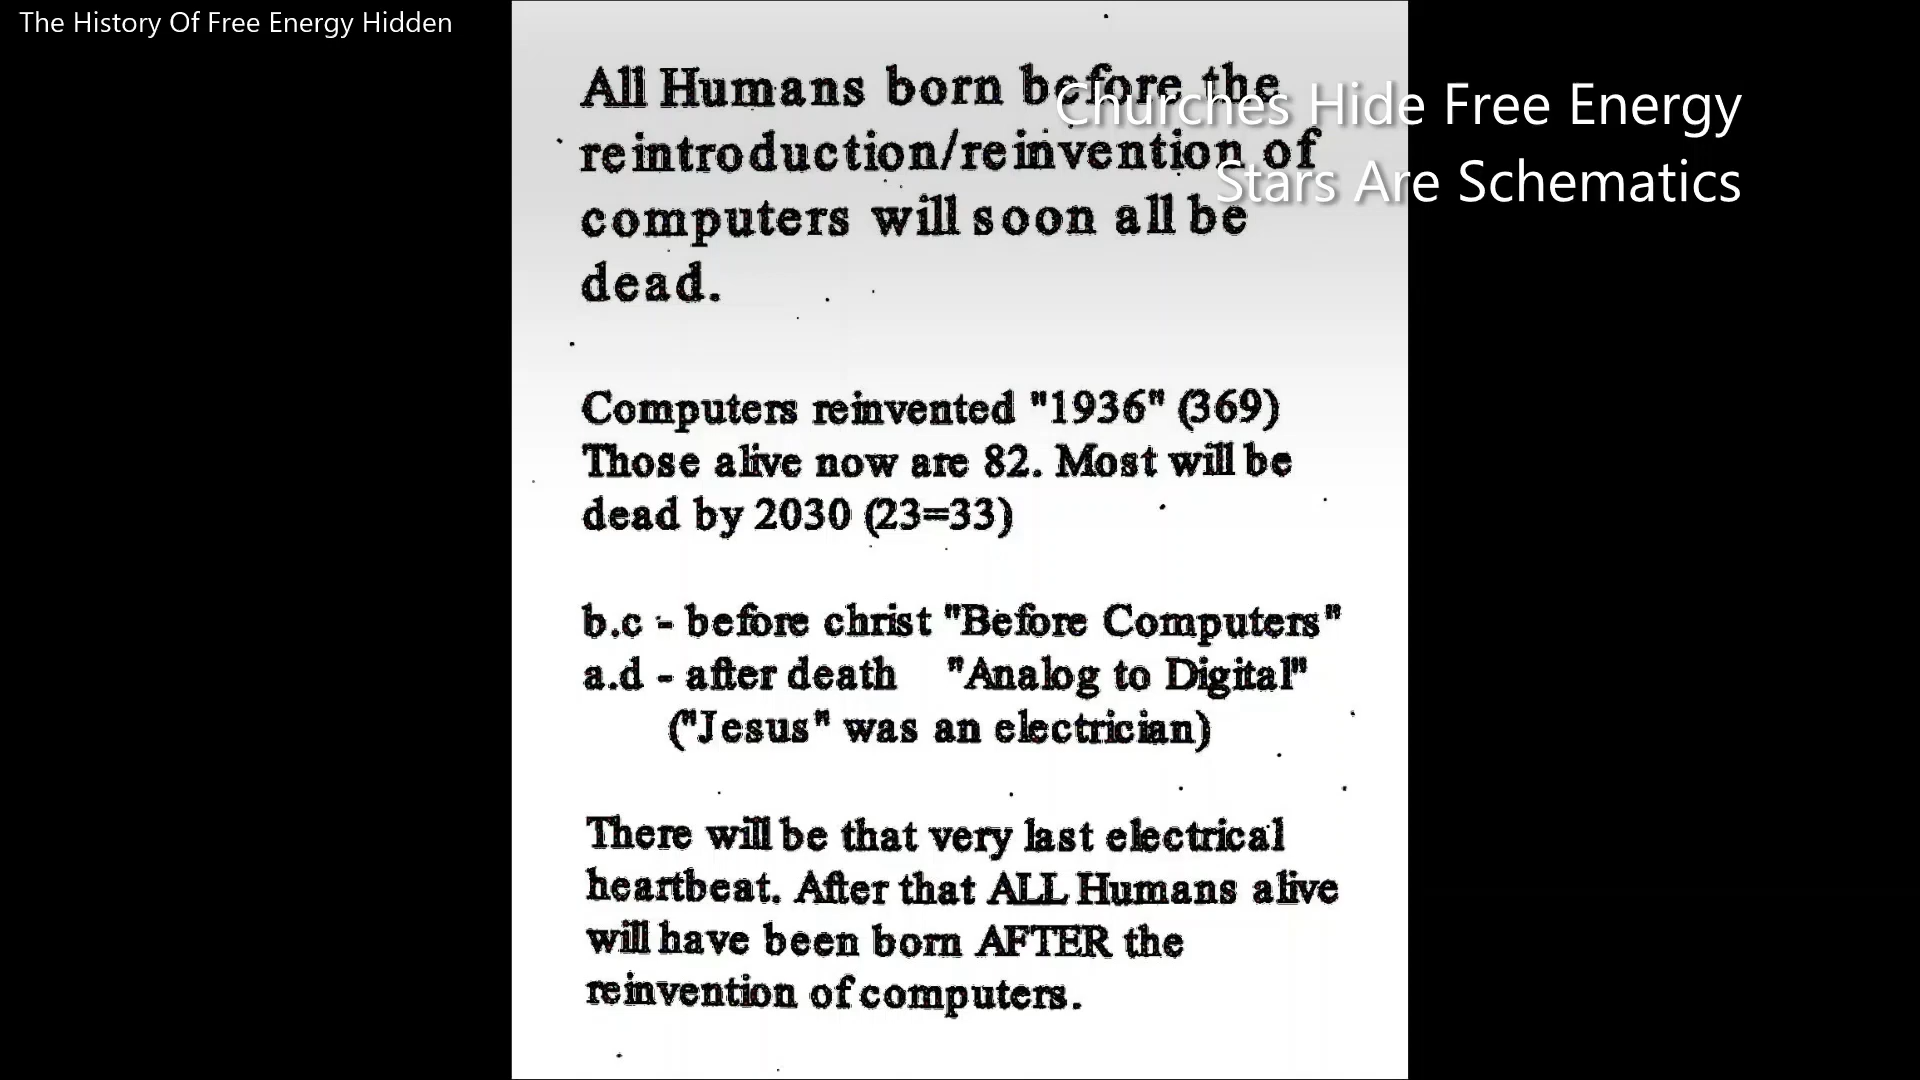 The History Of Free Energy Hidden
Churches Hide Free Energy
Stars Are Schematics
All Humans born before the
reintroduction/reinvention of
computers will soon all be
dead.
Computers reinvented "1936" (369)
Those alive now are 82. Most will be
dead by 2030 (23=33)
b.c - before christ "Before Computers"
a.d - after death "Analog to Digital"
("Jesus" was an electrician)
There will be that very last electrical
heartbeat. After that ALL Humans alive
will have been born AFTER the
reinvention of computers.